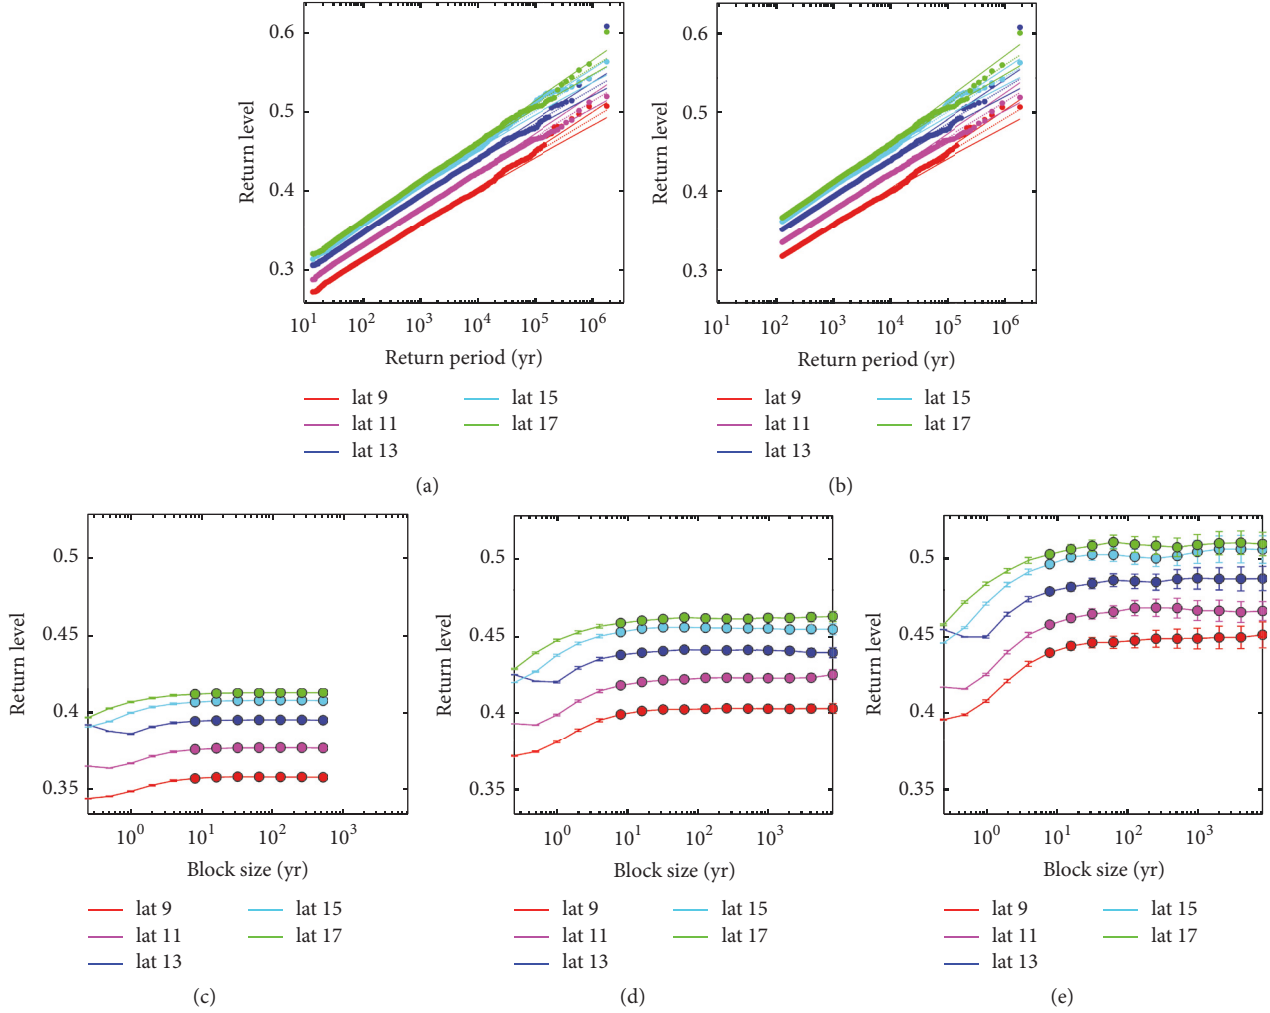 0.6
0.5
0.4
0.3
Return level
10^1 10^2 10^3 10^4 10^5 10^6
Return period (yr)
lat 9 lat 15
lat 11 lat 17
lat 13
(a)
0.6
0.5
0.4
0.3
Return level
10^1 10^2 10^3 10^4 10^5 10^6
Return period (yr)
lat 9 lat 15
lat 11 lat 17
lat 13
(b)
0.5
0.45
0.4
0.35
Return level
10^0 10^1 10^2 10^3
Block size (yr)
lat 9 lat 15
lat 11 lat 17
lat 13
(c)
0.5
0.45
0.4
0.35
Return level
10^0 10^1 10^2 10^3
Block size (yr)
lat 9 lat 15
lat 11 lat 17
lat 13
(d)
0.5
0.45
0.4
0.35
Return level
10^0 10^1 10^2 10^3
Block size (yr)
lat 9 lat 15
lat 11 lat 17
lat 13
(e)